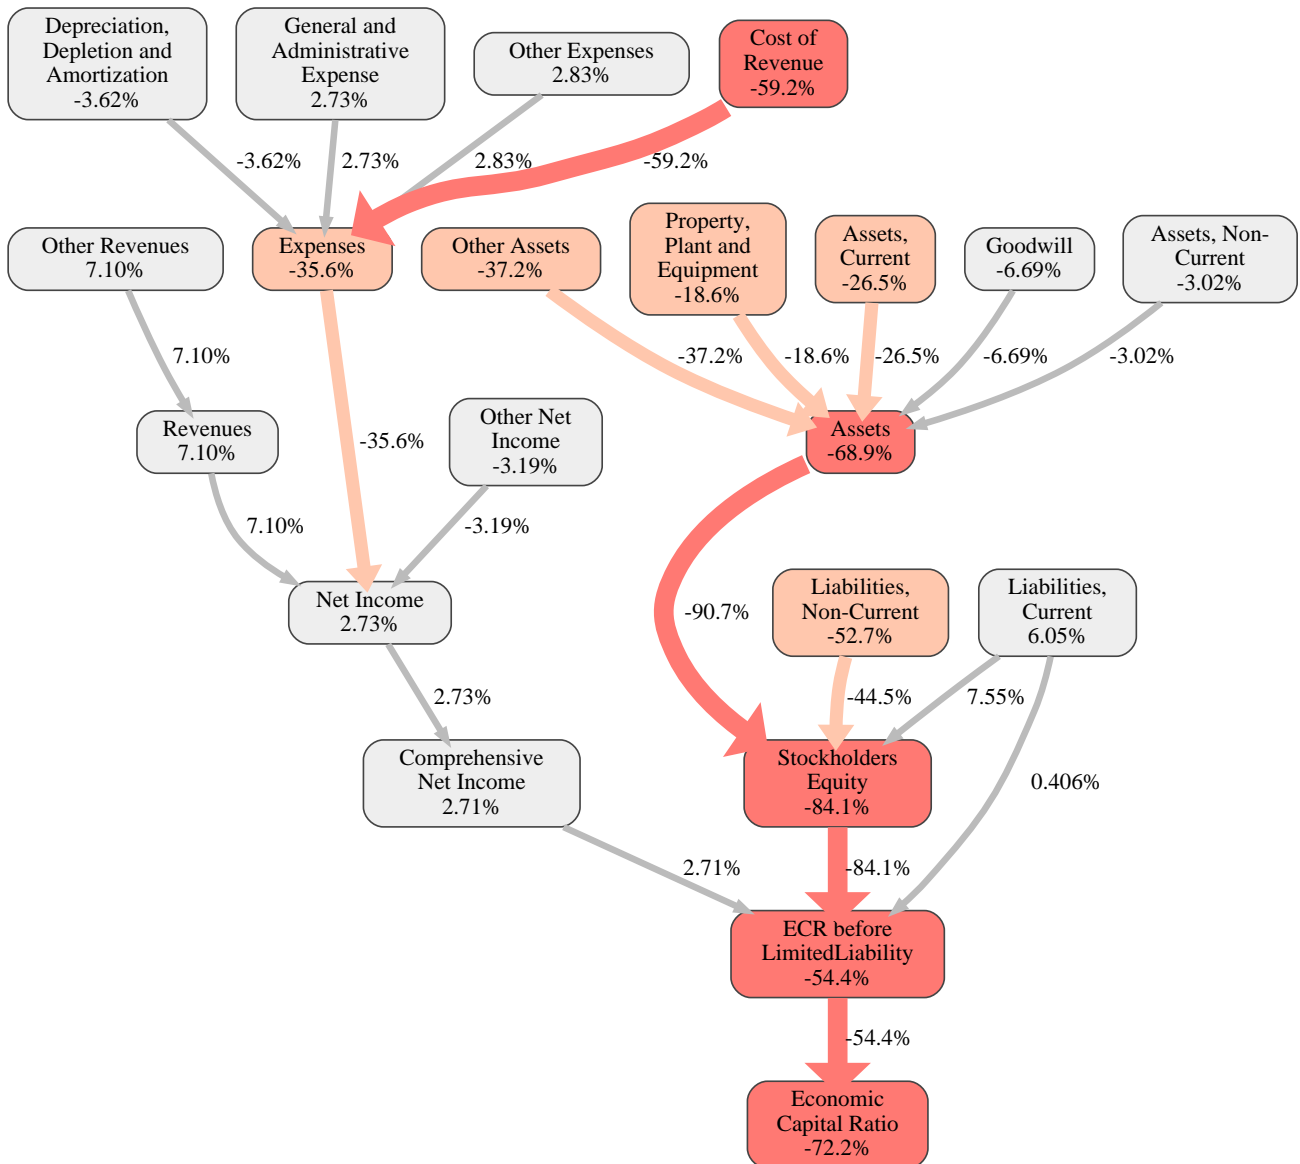 Depreciation,
Depletion and
Amortization
-3.62%
General and
Administrative
Expense
2.73%
Other Expenses
2.83%
Cost of
Revenue
-59.2%
-3.62%
2.73%
2.83%
-59.2%
Other Revenues
7.10%
Expenses
-35.6%
Other Assets
-37.2%
Property,
Plant and
Equipment
-18.6%
Assets,
Current
-26.5%
Goodwill
-6.69%
Assets, Non-
Current
-3.02%
7.10%
-37.2%
-18.6%
-26.5%
-6.69%
-3.02%
Revenues
7.10%
-35.6%
Other Net
Income
-3.19%
Assets
-68.9%
7.10%
-3.19%
Net Income
2.73%
-90.7%
Liabilities,
Non-Current
-52.7%
Liabilities,
Current
6.05%
2.73%
-44.5%
7.55%
Comprehensive
Net Income
2.71%
Stockholders
Equity
-84.1%
0.406%
2.71%
-84.1%
ECR before
LimitedLiability
-54.4%
-54.4%
Economic
Capital Ratio
-72.2%